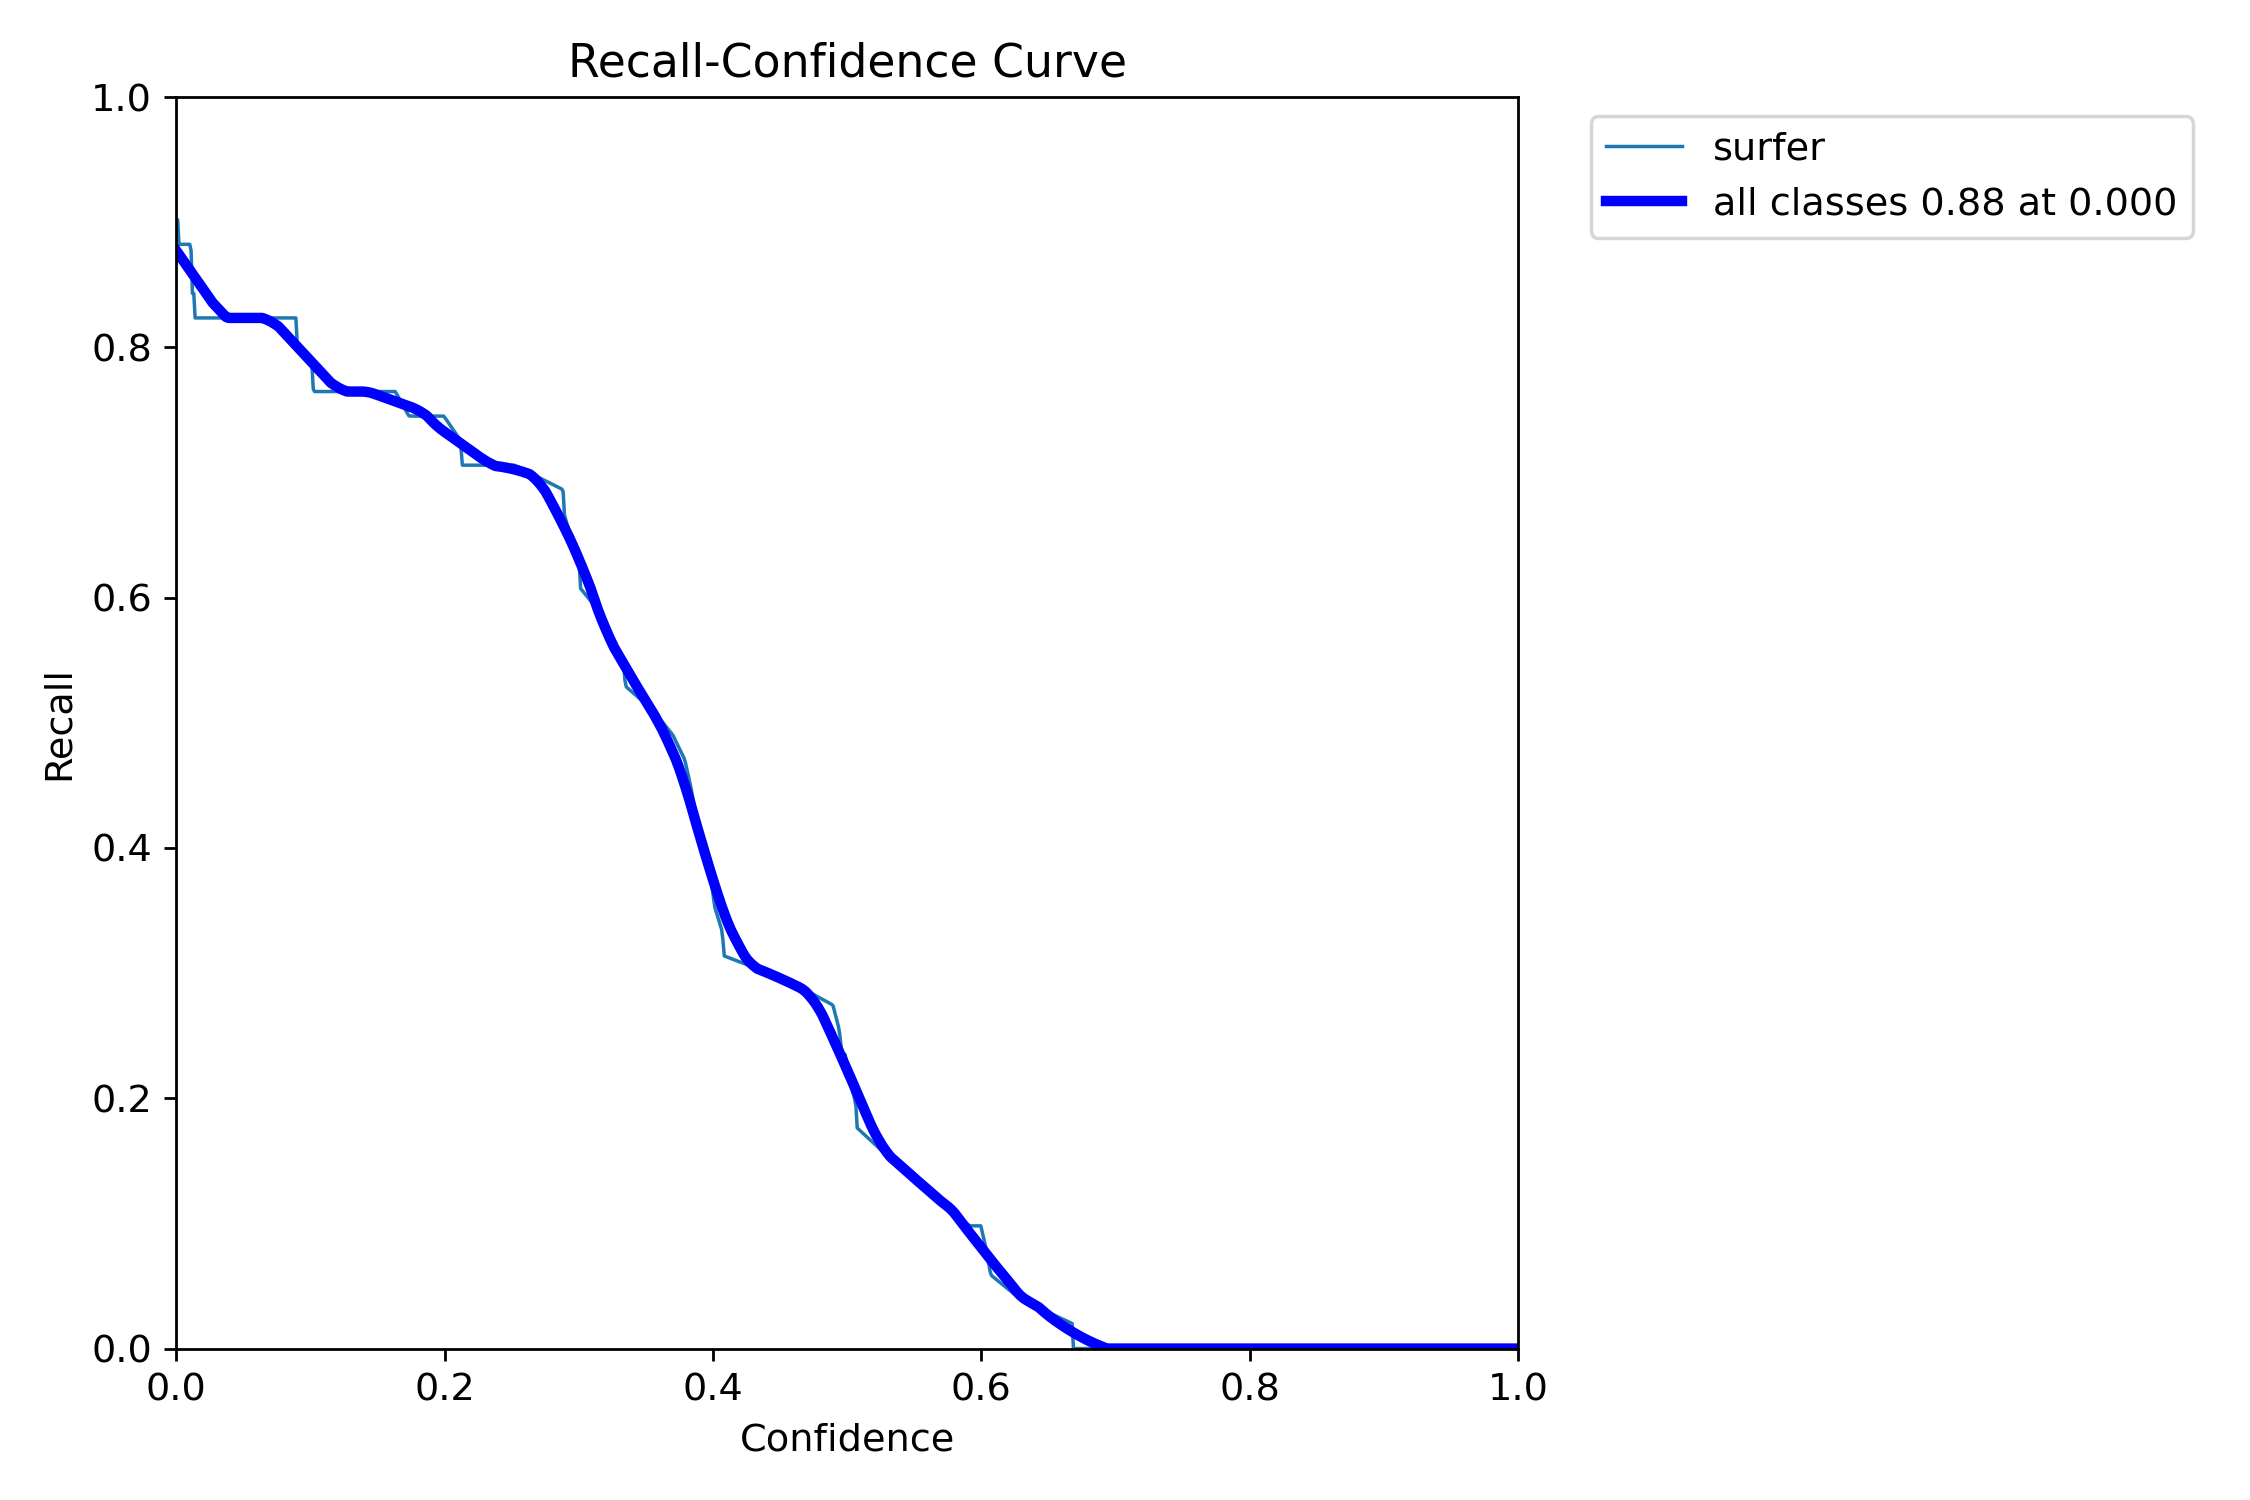 Recall-Confidence Curve
surfer
all classes 0.88 at 0.000
1.0
0.8
0.6
0.4
0.2
0.0
Recall
0.0 0.2 0.4 0.6 0.8 1.0
Confidence